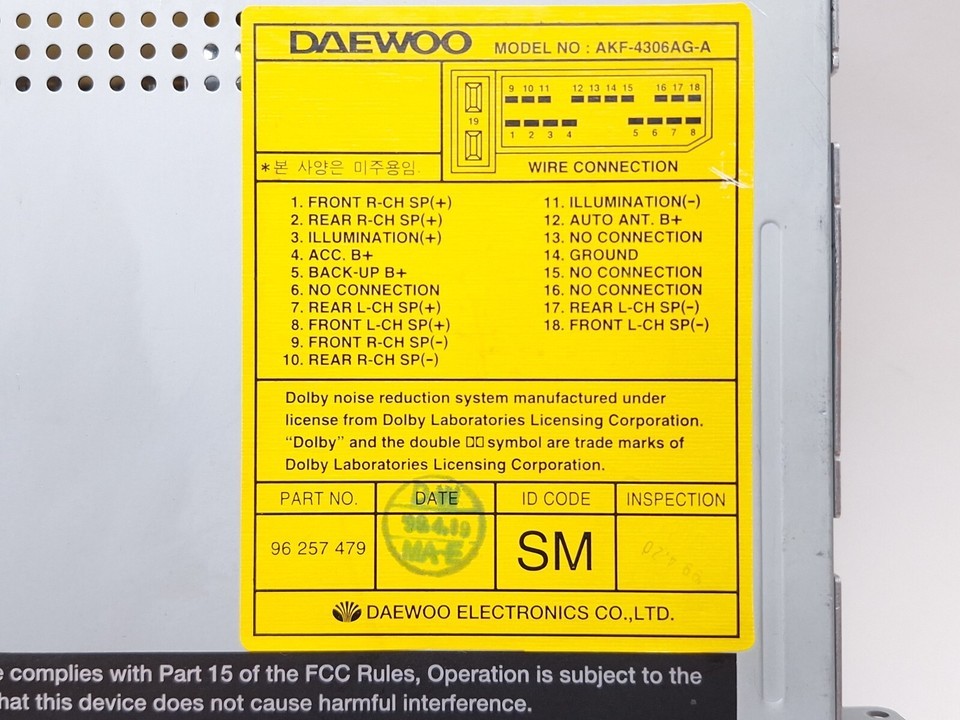 DAEWOO MODEL NO : AKF-4306AG-A
9 10 11 12 13 14 15 16 17 18
19
1 2 3 4 5 6 7 8
*본 사양은 미주용임.
WIRE CONNECTION
1. FRONT R-CH SP(+)
2. REAR R-CH SP(+)
3. ILLUMINATION(+)
4. ACC. B+
5. BACK-UP B+
6. NO CONNECTION
7. REAR L-CH SP(+)
8. FRONT L-CH SP(+)
9. FRONT R-CH SP(-)
10. REAR R-CH SP(-)
11. ILLUMINATION(-)
12. AUTO ANT. B+
13. NO CONNECTION
14. GROUND
15. NO CONNECTION
16. NO CONNECTION
17. REAR L-CH SP(-)
18. FRONT L-CH SP(-)
Dolby noise reduction system manufactured under
license from Dolby Laboratories Licensing Corporation.
“Dolby” and the double DD symbol are trade marks of
Dolby Laboratories Licensing Corporation.
PART NO. DATE ID CODE INSPECTION
96 257 479
MA-E
SM
DAEWOO ELECTRONICS CO.,LTD.
complies with Part 15 of the FCC Rules, Operation is subject to the
this device does not cause harmful interference.